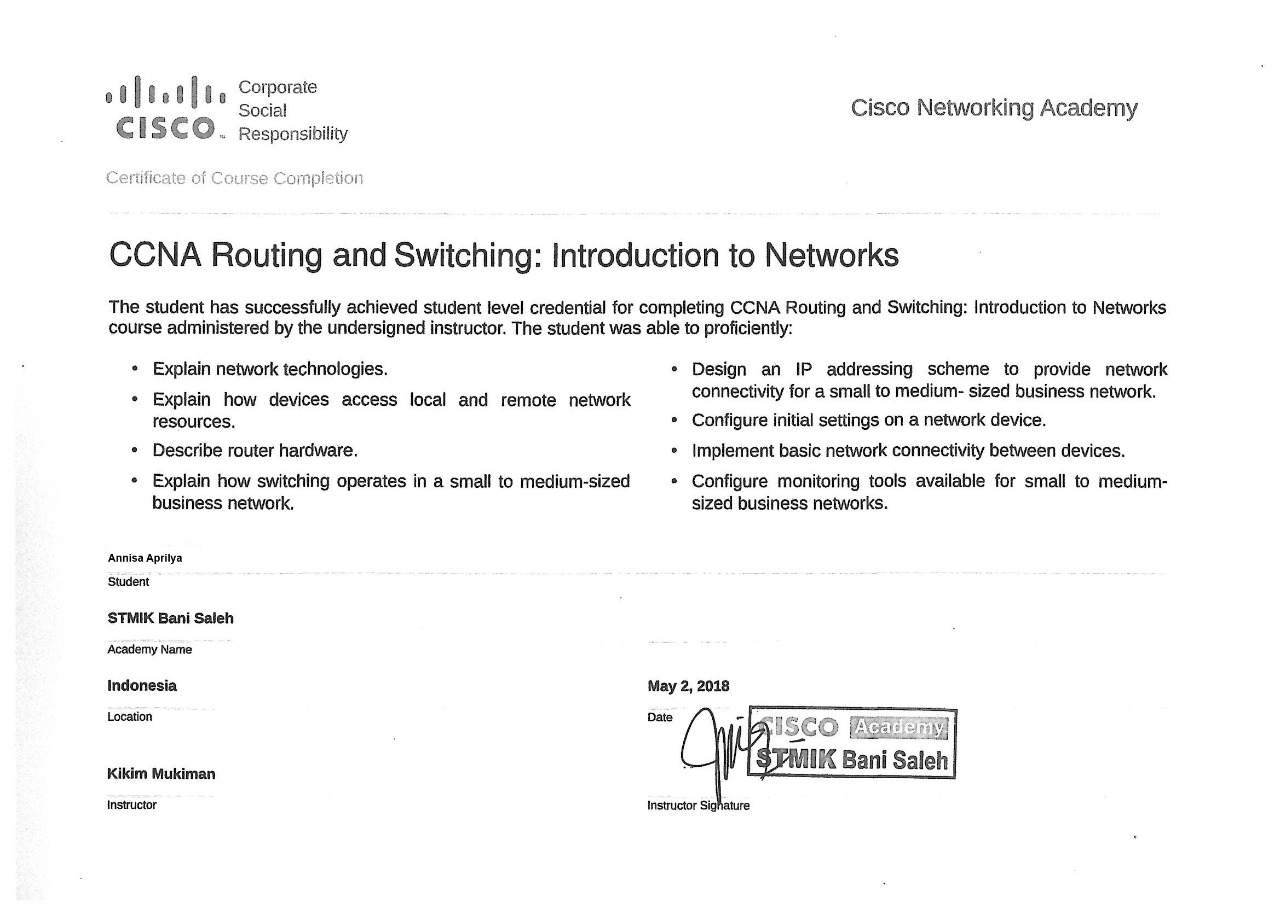 CISCO
Corporate
Social
Responsibility
Cisco Networking Academy
Certificate of Course Completion
CCNA Routing and Switching: Introduction to Networks
The student has successfully achieved student level credential for completing CCNA Routing and Switching: Introduction to Networks
course administered by the undersigned instructor. The student was able to proficiently:
• Explain network technologies.
• Explain how devices access local and remote network
resources.
• Describe router hardware.
• Explain how switching operates in a small to medium-sized
business network.
• Design an IP addressing scheme to provide network
connectivity for a small to medium- sized business network.
• Configure initial settings on a network device.
• Implement basic network connectivity between devices.
• Configure monitoring tools available for small to medium-
sized business networks.
Annisa Aprilya
Student
STMIK Bani Saleh
Academy Name
Indonesia
Location
May 2, 2018
Date
CISCO Academy
STMIK Bani Saleh
Kikim Mukiman
Instructor
Instructor Signature